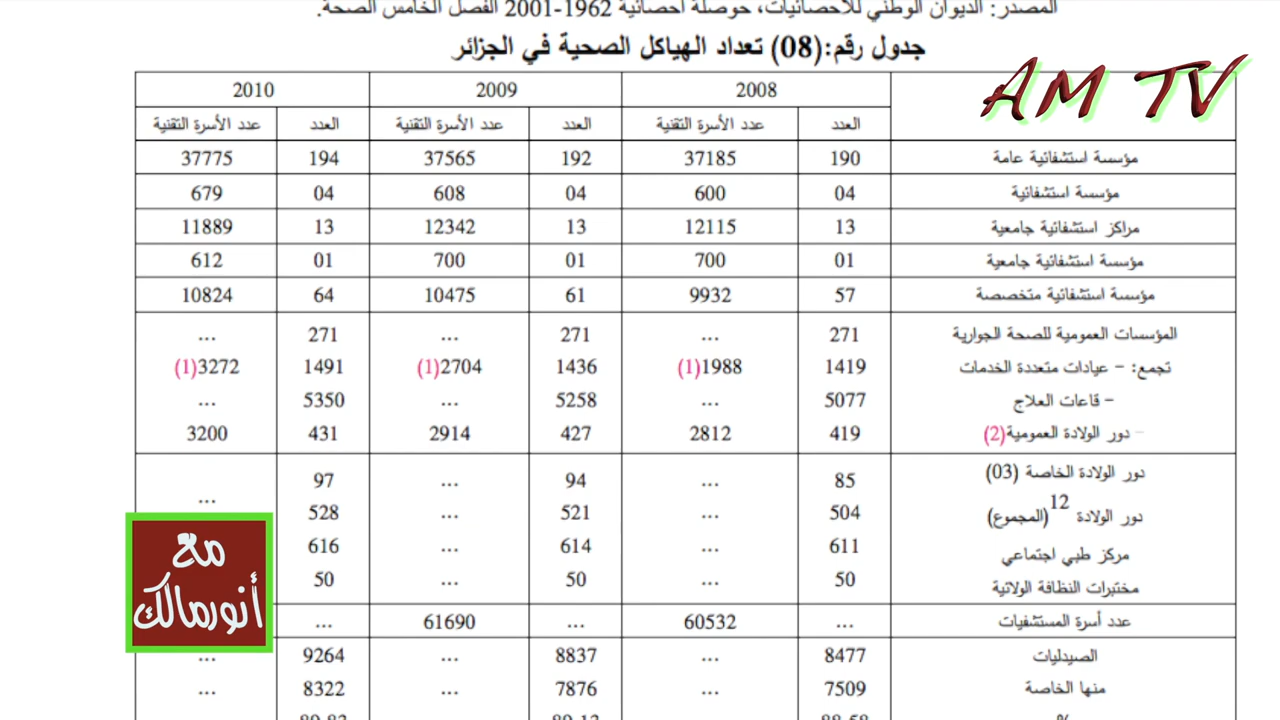 المصدر: الديوان الوطني للاحصائيات، حوصلة احصائية 1962-2001 الفصل الخامس الصحة.
جدول رقم:(08) تعداد الهياكل الصحية في الجزائر
AM TV
2008 2009 2010
العدد عدد الأسرة التقنية العدد عدد الأسرة التقنية العدد عدد الأسرة التقنية
مؤسسة استشفائية عامة 190 37185 192 37565 194 37775
مؤسسة استشفائية 04 600 04 608 04 679
مراكز استشفائية جامعية 13 12115 13 12342 13 11889
مؤسسة استشفائية جامعية 01 700 01 700 01 612
مؤسسة استشفائية متخصصة 57 9932 61 10475 64 10824
المؤسسات العمومية للصحة الجوارية 271 ... 271 ... 271 ...
تجمع: - عيادات متعددة الخدمات 1419 1988(1) 1436 2704(1) 1491 3272(1)
- قاعات العلاج 5077 ... 5258 ... 5350 ...
- دور الولادة العمومية(2) 419 2812 427 2914 431 3200
دور الولادة الخاصة (03) 85 ... 94 ... 97 ...
دور الولادة 12(المجموع) 504 ... 521 ... 528
مركز طبي اجتماعي 611 ... 614 ... 616
مختبرات النظافة الولائية 50 ... 50 ... 50
عدد أسرة المستشفيات ... 60532 ... 61690 ...
الصيدليات 8477 ... 8837 ... 9264 ...
منها الخاصة 7509 ... 7876 ... 8322 ...
% 88-58 ... 89-12 ... 89-83
مع
أنورمالك